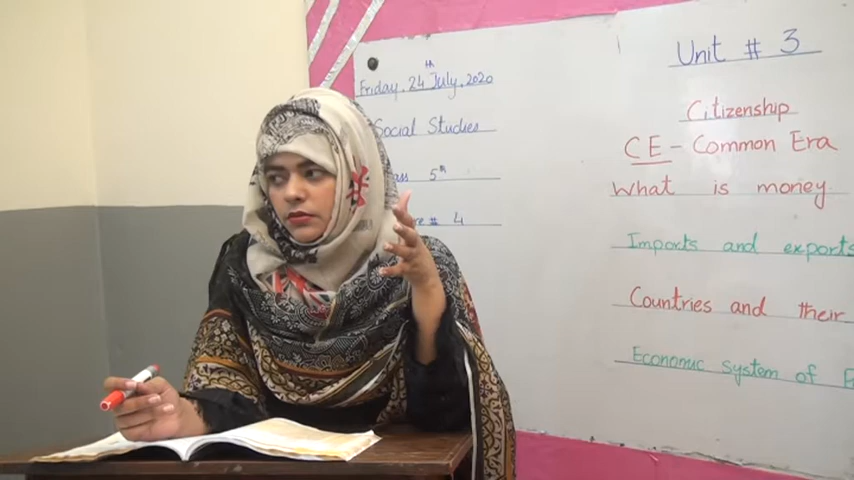 Friday, 24th July, 2020
Social Studies
5th
# 4
Unit # 3
Citizenship
CE - Common Era
What is money
Imports and exports
Countries and their
Economic system of